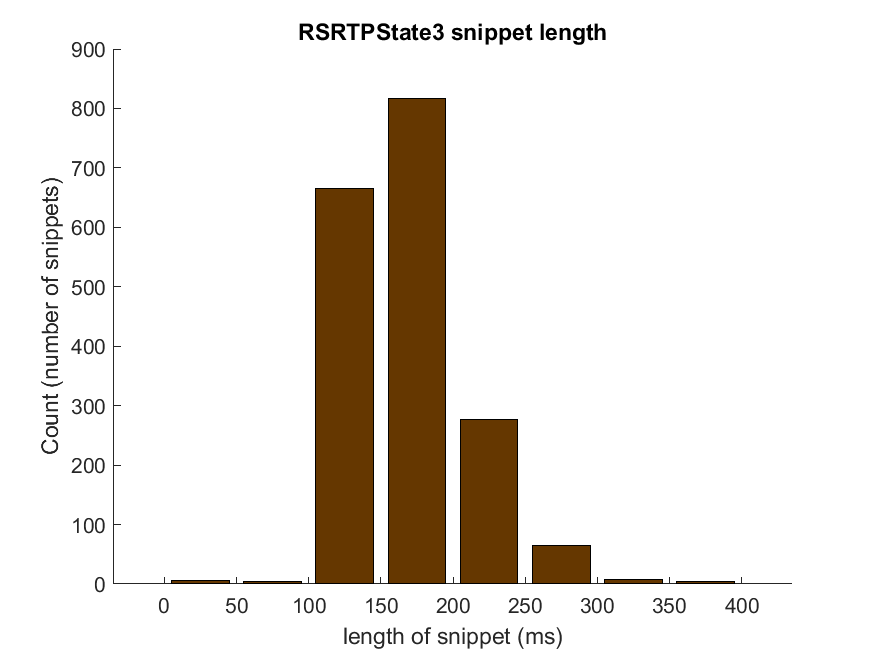 RSRTPState3 snippet length
900
800
700
600
500
400
300
200
100
0
Count (number of snippets)
0 50 100 150 200 250 300 350 400
length of snippet (ms)